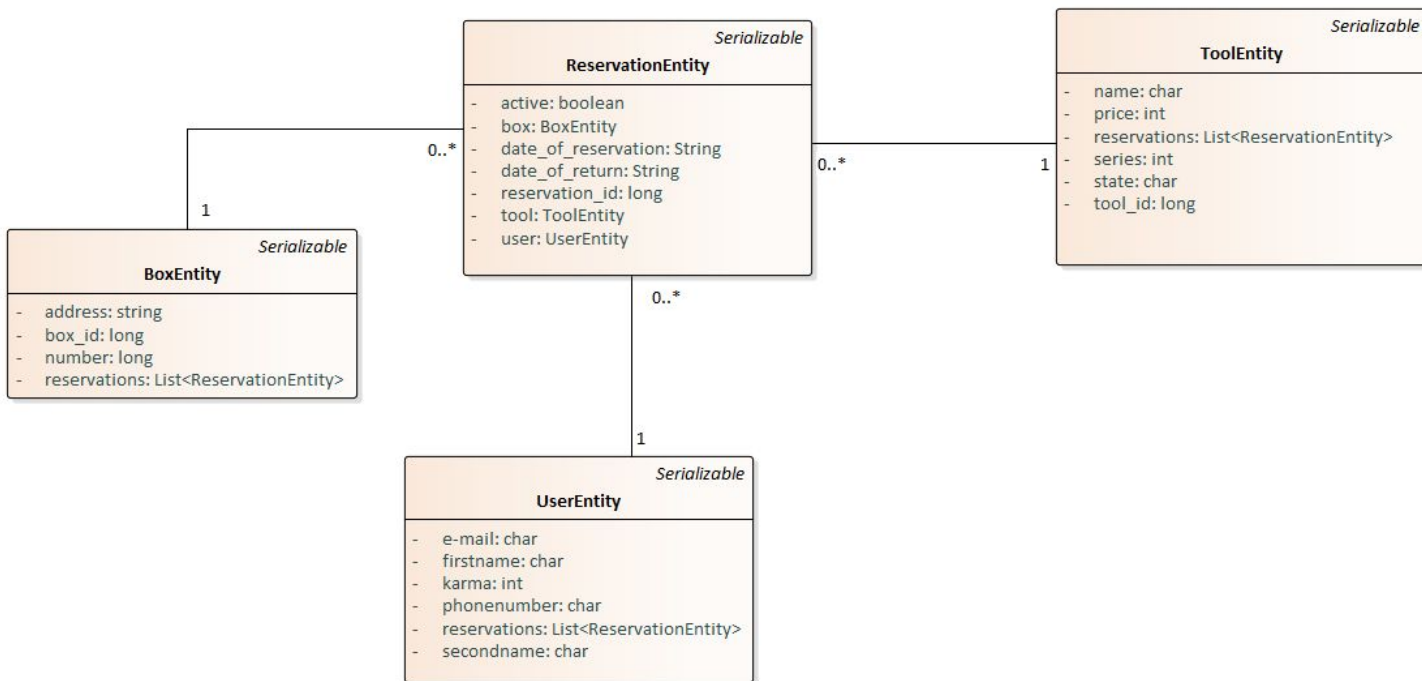 Serializable
ReservationEntity
- active: boolean
- box: BoxEntity
- date_of_reservation: String
- date_of_return: String
- reservation_id: long
- tool: ToolEntity
- user: UserEntity
Serializable
ToolEntity
- name: char
- price: int
- reservations: List<ReservationEntity>
- series: int
- state: char
- tool_id: long
0..*
1
0..*
1
0..*
1
Serializable
BoxEntity
- address: string
- box_id: long
- number: long
- reservations: List<ReservationEntity>
Serializable
UserEntity
- e-mail: char
- firstname: char
- karma: int
- phonenumber: char
- reservations: List<ReservationEntity>
- secondname: char